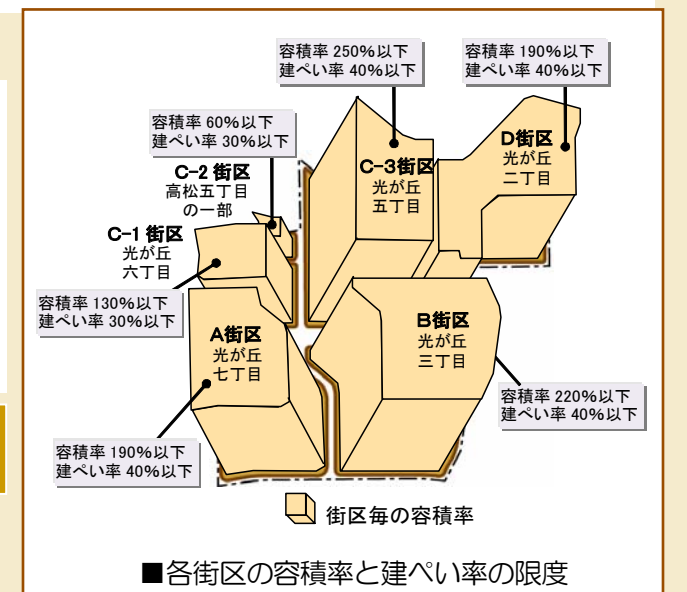 容積率 250%以下
建ぺい率 40%以下
容積率 190%以下
建ぺい率 40%以下
容積率 60%以下
建ぺい率 30%以下
D街区
光が丘
二丁目
C-3街区
光が丘
五丁目
C-2 街区
高松五丁目
の一部
C-1 街区
光が丘
六丁目
容積率 130%以下
建ぺい率 30%以下
A街区
光が丘
七丁目
B街区
光が丘
三丁目
容積率 220%以下
建ぺい率 40%以下
容積率 190%以下
建ぺい率 40%以下
街区毎の容積率
■各街区の容積率と建ぺい率の限度